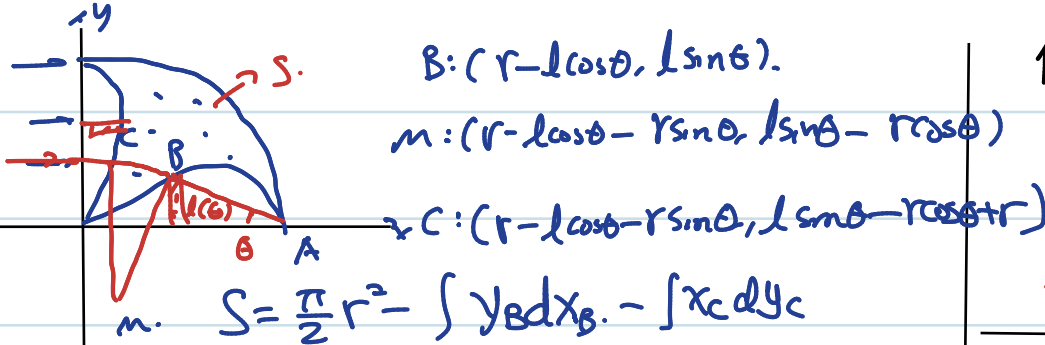 y
S.
B
C
l(θ)
θ
A
x
m.
B: (r-lcosθ, lsinθ).
m: (r-lcosθ-rsinθ, lsinθ-rcosθ)
C: (r-lcosθ-rsinθ, lsinθ-rcosθ+r)
S = π/2 r² - ∫ y_B dx_B. - ∫ x_C dy_C